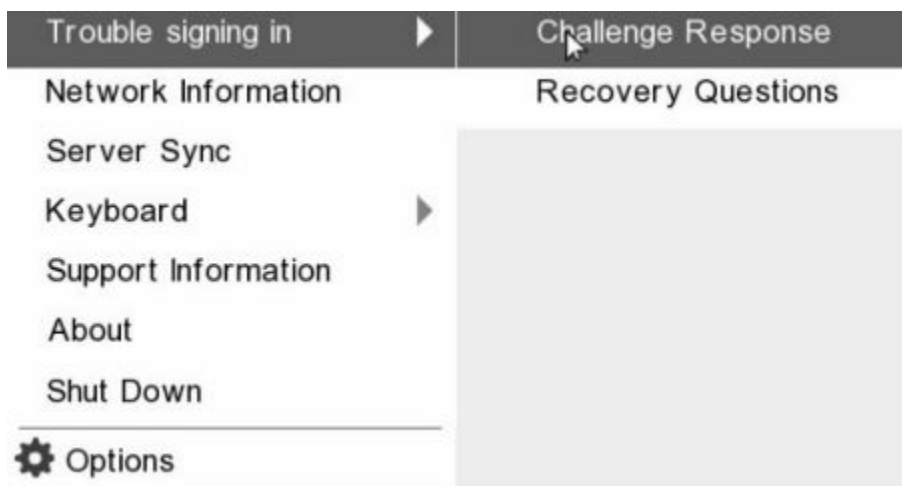 Trouble signing in
Challenge Response
Network Information
Recovery Questions
Server Sync
Keyboard
Support Information
About
Shut Down
Options